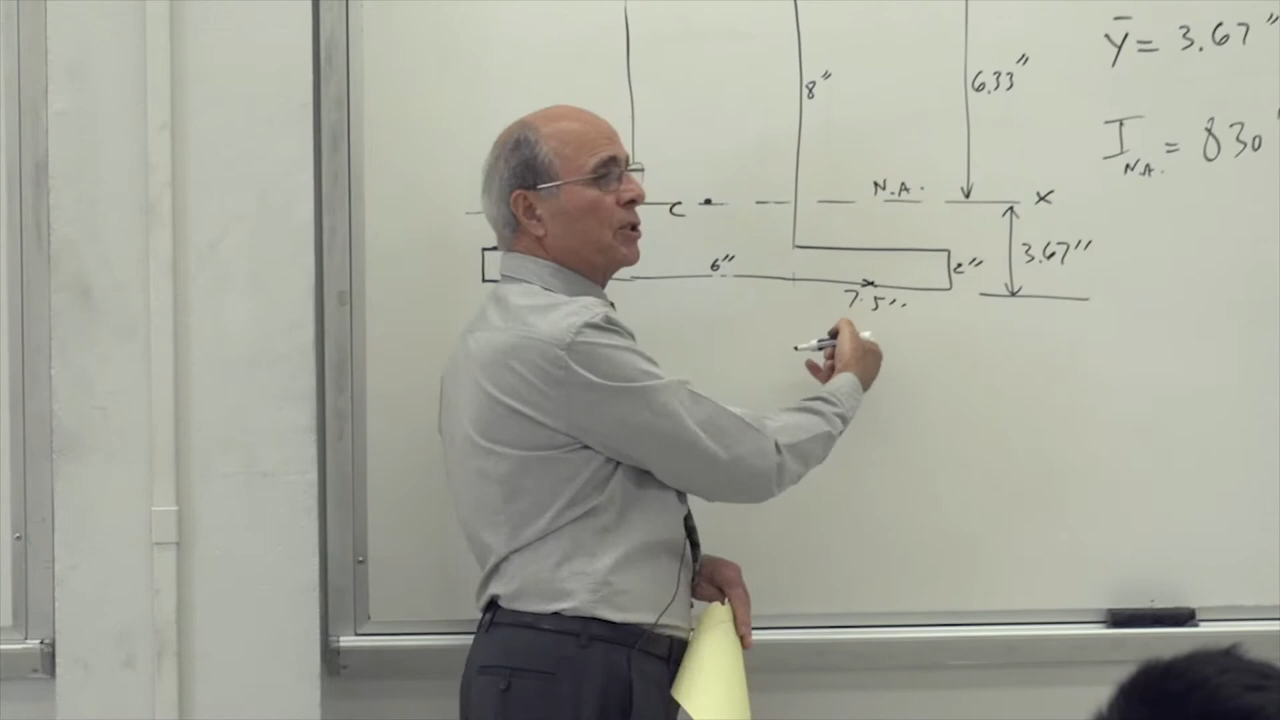 ȳ = 3.67"
8"
6.33"
I N.A. = 830
N.A.
x
C
3.67"
6"
2"
7.5"